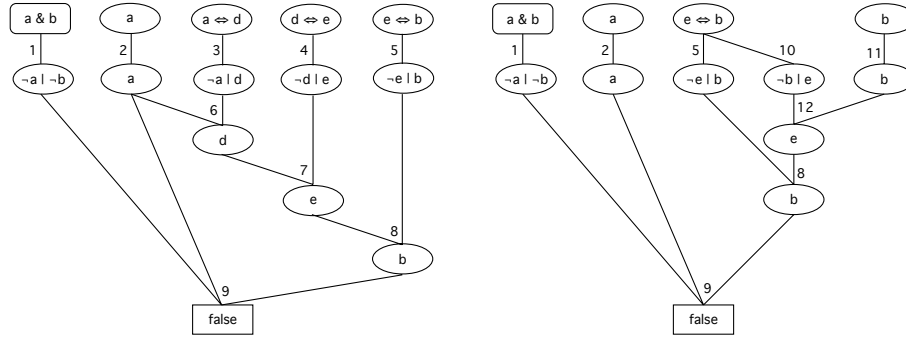 a & b a a ⇔ d d ⇔ e e ⇔ b
1 2 3 4 5
¬a | ¬b a ¬a | d ¬d | e ¬e | b
6
d
7
e
8
b
9
false
a & b a e ⇔ b b
1 2 5 10 11
¬a | ¬b a ¬e | b ¬b | e b
12
e
8
b
9
false